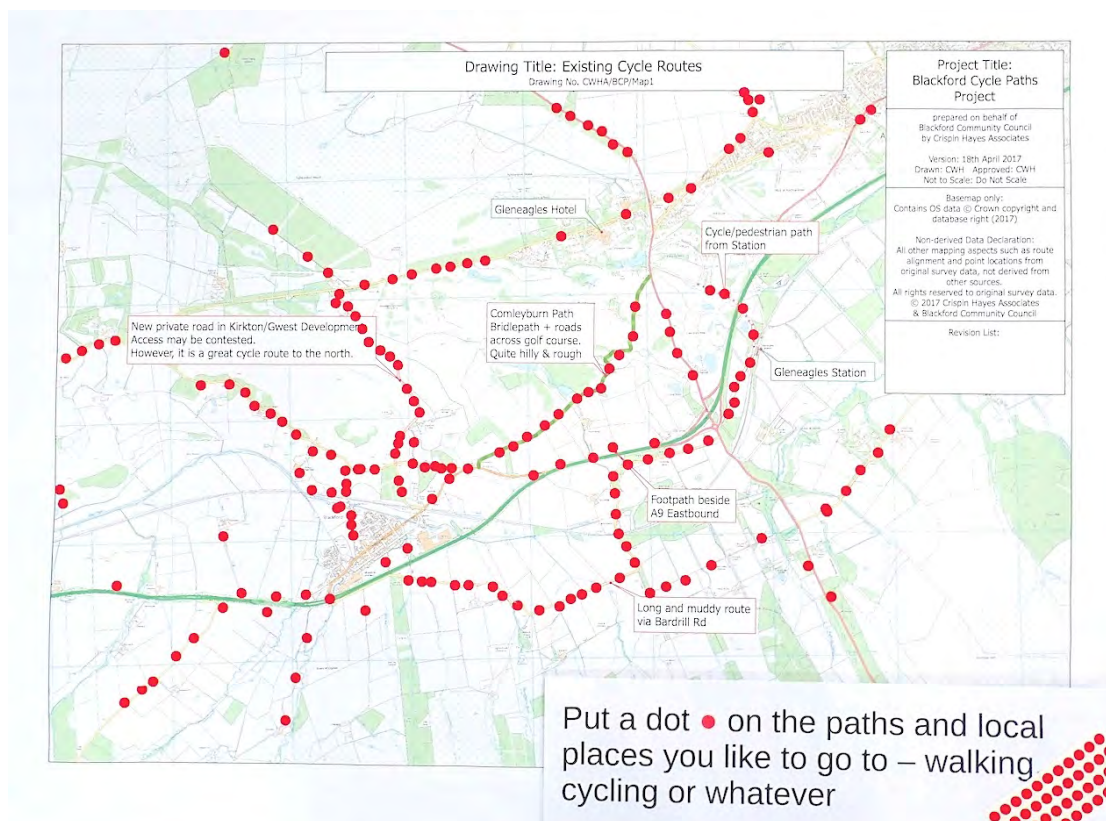 Drawing Title: Existing Cycle Routes
Drawing No. CWHA/BCP/Map1
Project Title:
Blackford Cycle Paths
Project
prepared on behalf of
Blackford Community Council
by Crispin Hayes Associates
Version: 18th April 2017
Drawn: CWH Approved: CWH
Not to Scale: Do Not Scale
Basemap only:
Contains OS data © Crown copyright and
database right (2017)
Non-derived Data Declaration:
All other mapping aspects such as route
alignment and point locations from
original survey data, not derived from
other sources.
All rights reserved to original survey data.
© 2017 Crispin Hayes Associates
& Blackford Community Council
Revision List:
Gleneagles Hotel
Cycle/pedestrian path
from Station
New private road in Kirkton/Gwest Development
Access may be contested.
However, it is a great cycle route to the north.
Comleyburn Path
Bridlepath + roads
across golf course.
Quite hilly & rough
Gleneagles Station
Footpath beside
A9 Eastbound
Long and muddy route
via Bardrill Rd
Put a dot on the paths and local
places you like to go to – walking
cycling or whatever